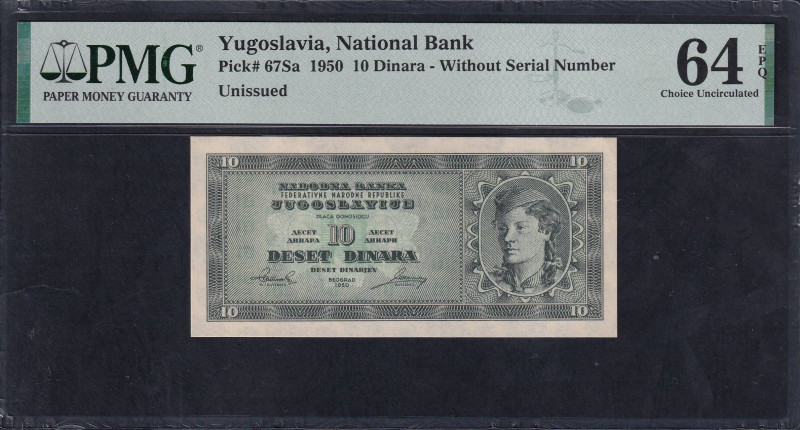 PMG®
PAPER MONEY GUARANTY
Yugoslavia, National Bank
Pick# 67Sa 1950 10 Dinara - Without Serial Number
Unissued
64 EPQ
Choice Uncirculated
10 10
NARODNA BANKA
FEDERATIVNE NARODNE REPUBLIKE
JUGOSLAVIJE
PLAĆA DONOSIOCU
ДЕСЕТ 10 ДЕСЕТ
ДИНАРА ДИНАРИ
DESET DINARA
DESET DINARJEV
BEOGRAD
1950
10 10